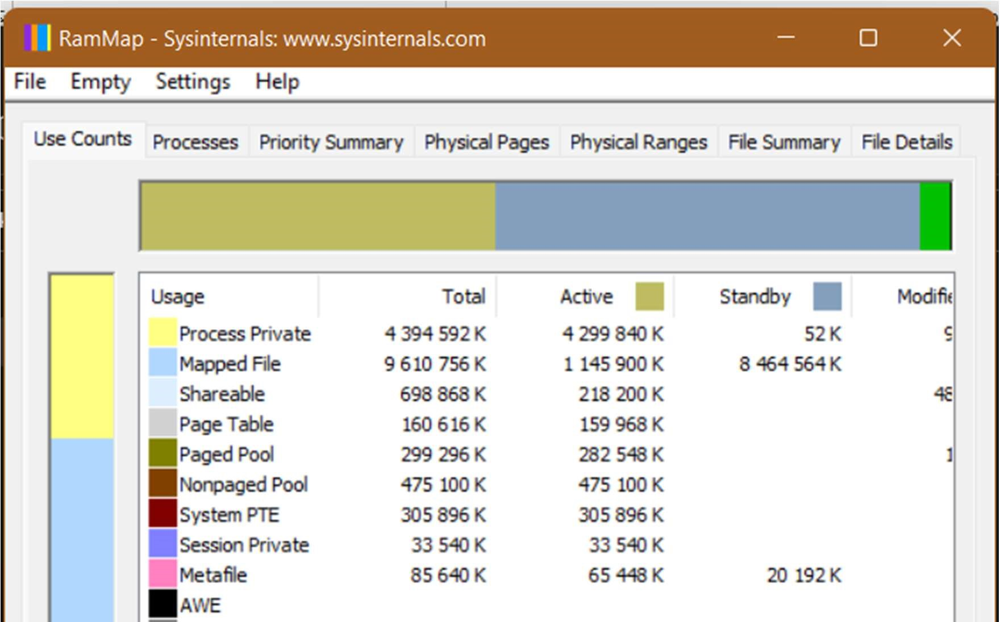 RamMap - Sysinternals: www.sysinternals.com
File Empty Settings Help
Use Counts Processes Priority Summary Physical Pages Physical Ranges File Summary File Details
Usage Total Active Standby Modifie
Process Private 4 394 592 K 4 299 840 K 52 K 9
Mapped File 9 610 756 K 1 145 900 K 8 464 564 K
Shareable 698 868 K 218 200 K 48
Page Table 160 616 K 159 968 K
Paged Pool 299 296 K 282 548 K 1
Nonpaged Pool 475 100 K 475 100 K
System PTE 305 896 K 305 896 K
Session Private 33 540 K 33 540 K
Metafile 85 640 K 65 448 K 20 192 K
AWE